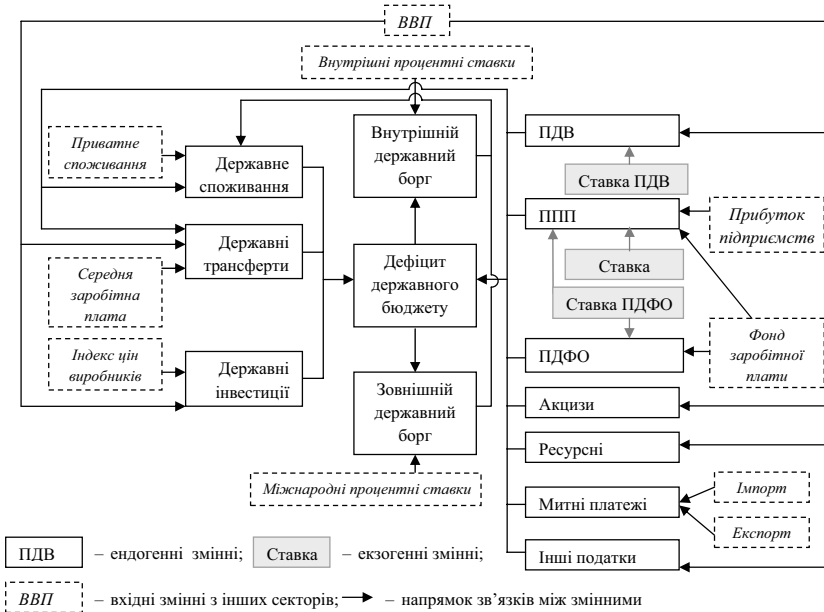 ВВП
Внутрішні процентні ставки
Приватне
споживання
Державне
споживання
Внутрішній
державний
борг
ПДВ
Ставка ПДВ
ППП
Прибуток
підприємств
Державні
трансферти
Середня
заробітна
плата
Дефіцит
державного
бюджету
Ставка
Ставка ПДФО
Індекс цін
виробників
Державні
інвестиції
Зовнішній
державний
борг
ПДФО
Фонд
заробітної
плати
Акцизи
Ресурсні
Міжнародні процентні ставки
Митні платежі
Імпорт
Експорт
Інші податки
ПДВ – ендогенні змінні; Ставка – екзогенні змінні;
ВВП – вхідні змінні з інших секторів; – напрямок зв’язків між змінними